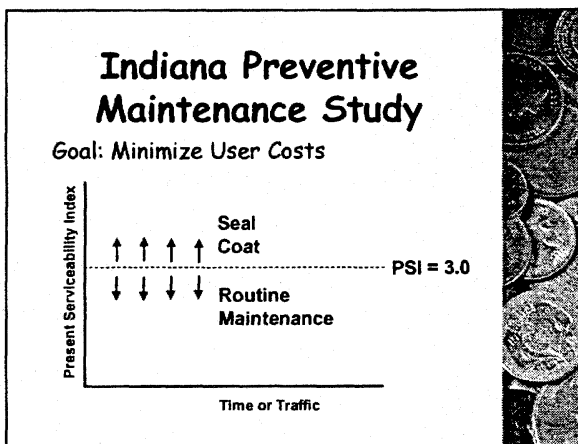 Indiana Preventive
Maintenance Study
Goal: Minimize User Costs
Present Serviceability Index
Seal
Coat
PSI = 3.0
Routine
Maintenance
Time or Traffic